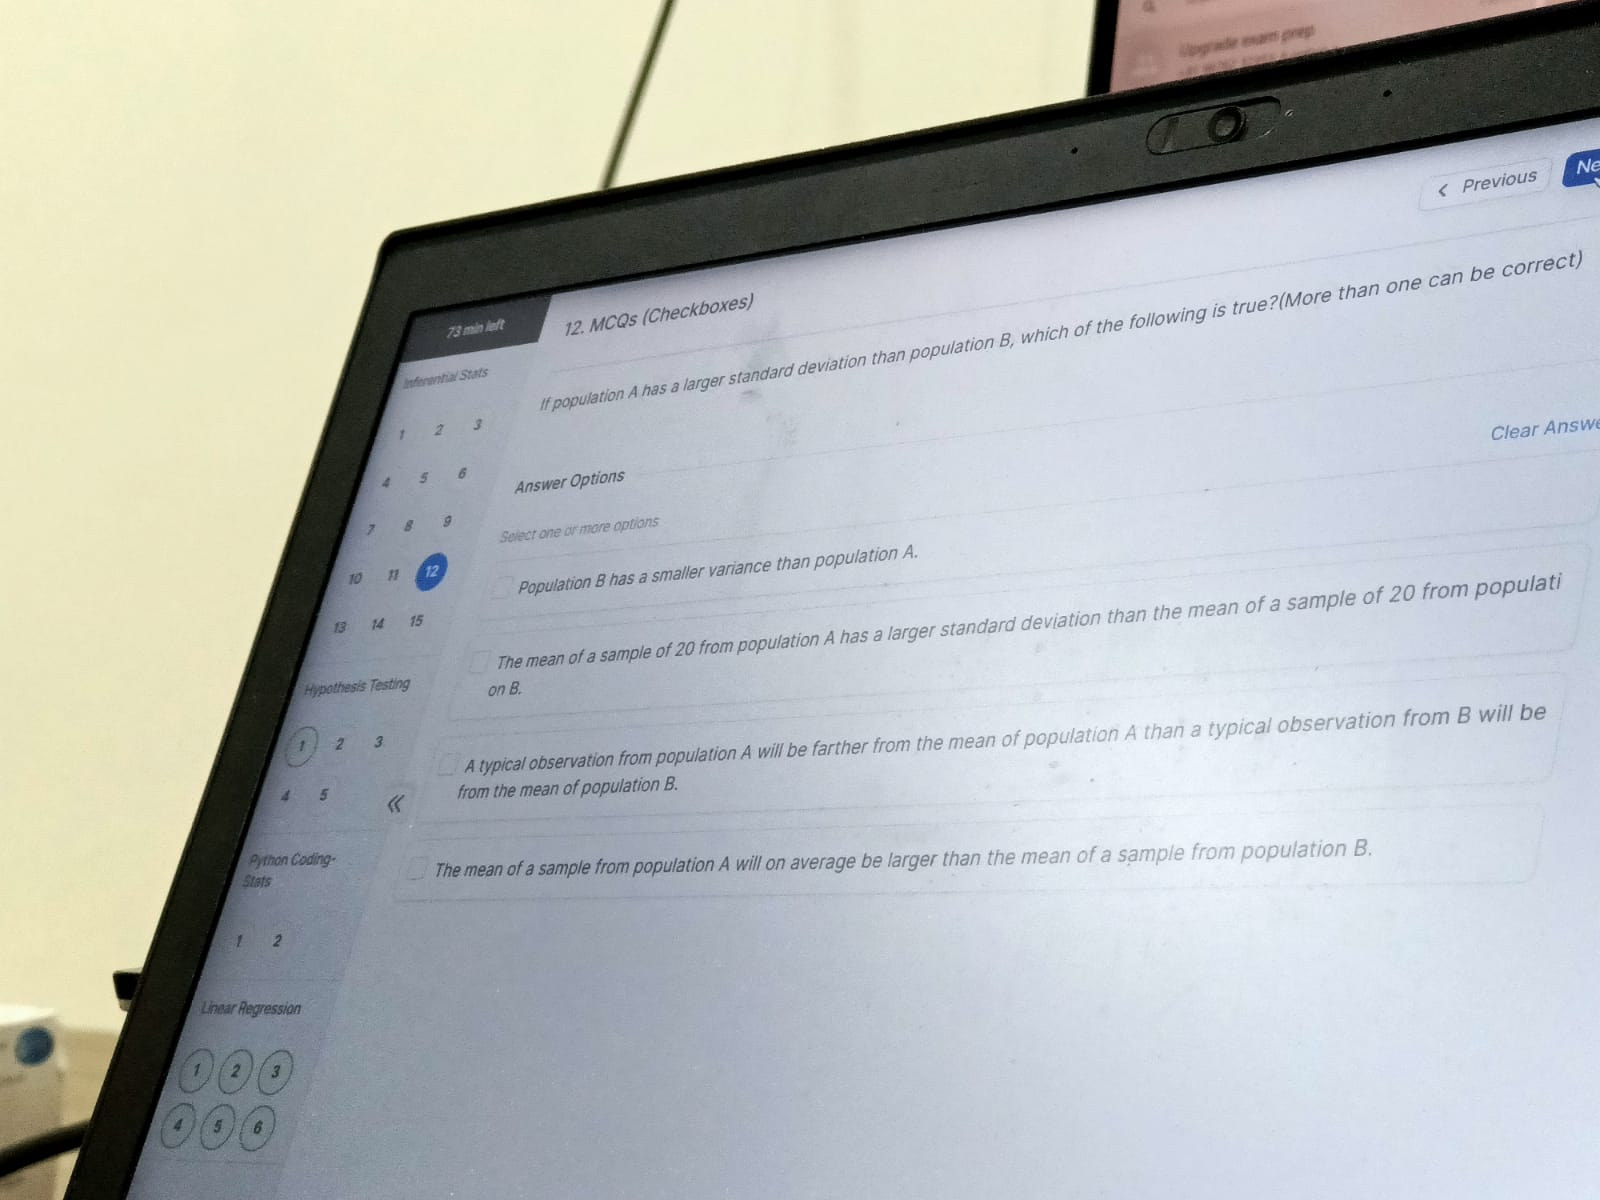 Upgrade exam prep
Previous
Ne
73 min left
12. MCQs (Checkboxes)
Inferential Stats
If population A has a larger standard deviation than population B, which of the following is true?(More than one can be correct)
1 2 3
Clear Answe
4 5 6
Answer Options
7 8 9
Select one or more options
10 11 12
Population B has a smaller variance than population A.
13 14 15
The mean of a sample of 20 from population A has a larger standard deviation than the mean of a sample of 20 from populati
on B.
Hypothesis Testing
1 2 3
A typical observation from population A will be farther from the mean of population A than a typical observation from B will be
from the mean of population B.
4 5
The mean of a sample from population A will on average be larger than the mean of a sample from population B.
Python Coding-
Stats
1 2
Linear Regression
1 2 3
4 5 6